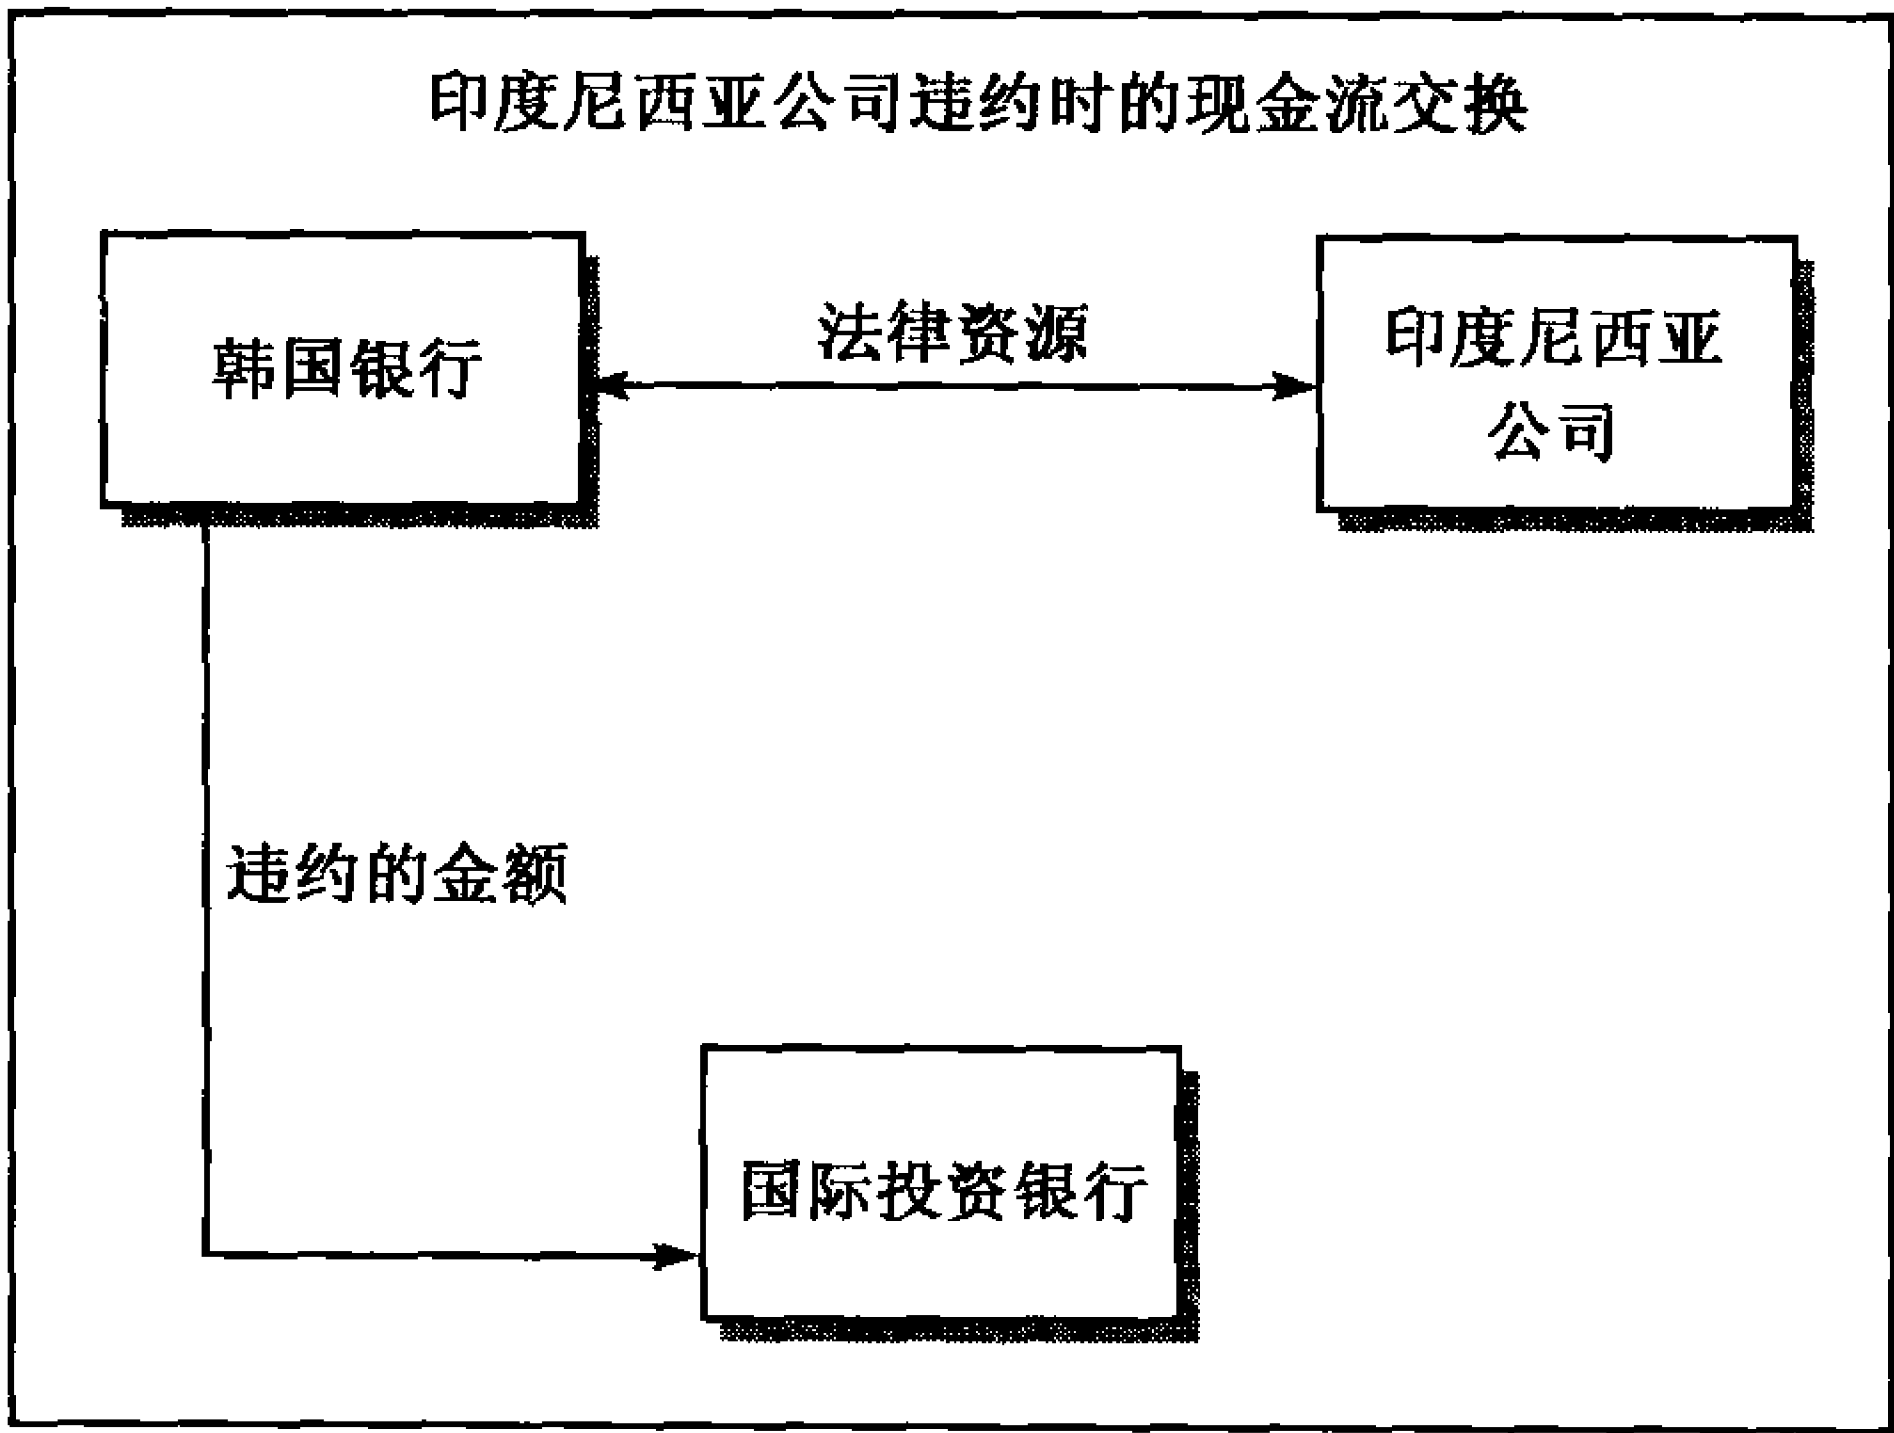 印度尼西亚公司违约时的现金流交换
韩国银行
法律资源
印度尼西亚
公司
违约的金额
国际投资银行